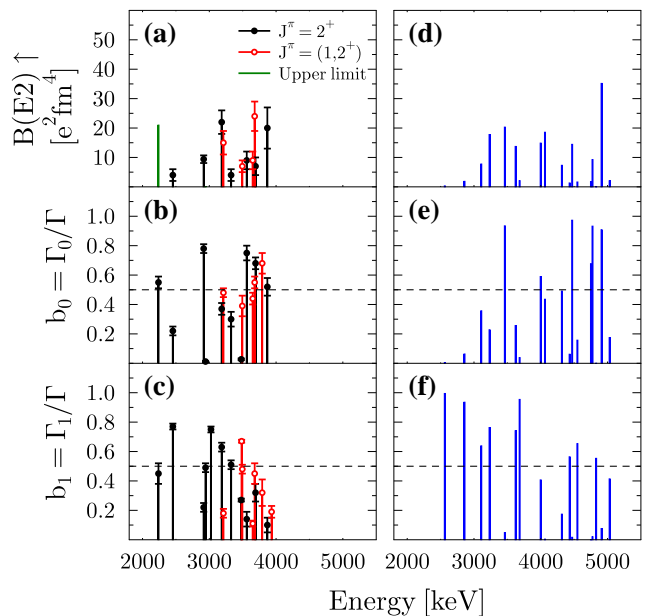 (a)
J^π = 2^+
J^π = (1,2^+)
Upper limit
(d)
B(E2) ↑
[e^2fm^4]
60
50
40
30
20
10
(b)
(e)
b_0 = Γ_0/Γ
1.0
0.8
0.6
0.4
0.2
(c)
(f)
b_1 = Γ_1/Γ
1.0
0.8
0.6
0.4
0.2
2000 3000 4000 5000 2000 3000 4000 5000
Energy [keV]